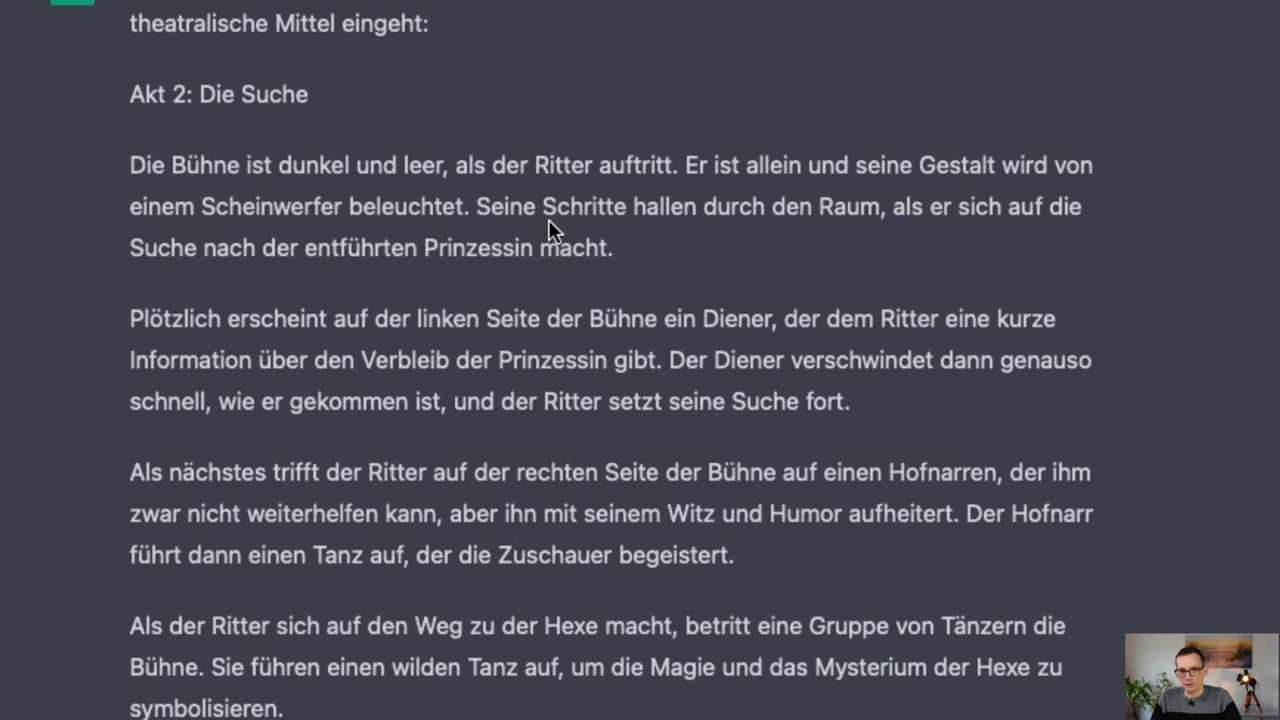 theatralische Mittel eingeht:
Akt 2: Die Suche
Die Bühne ist dunkel und leer, als der Ritter auftritt. Er ist allein und seine Gestalt wird von
einem Scheinwerfer beleuchtet. Seine Schritte hallen durch den Raum, als er sich auf die
Suche nach der entführten Prinzessin macht.
Plötzlich erscheint auf der linken Seite der Bühne ein Diener, der dem Ritter eine kurze
Information über den Verbleib der Prinzessin gibt. Der Diener verschwindet dann genauso
schnell, wie er gekommen ist, und der Ritter setzt seine Suche fort.
Als nächstes trifft der Ritter auf der rechten Seite der Bühne auf einen Hofnarren, der ihm
zwar nicht weiterhelfen kann, aber ihn mit seinem Witz und Humor aufheitert. Der Hofnarr
führt dann einen Tanz auf, der die Zuschauer begeistert.
Als der Ritter sich auf den Weg zu der Hexe macht, betritt eine Gruppe von Tänzern die
Bühne. Sie führen einen wilden Tanz auf, um die Magie und das Mysterium der Hexe zu
symbolisieren.